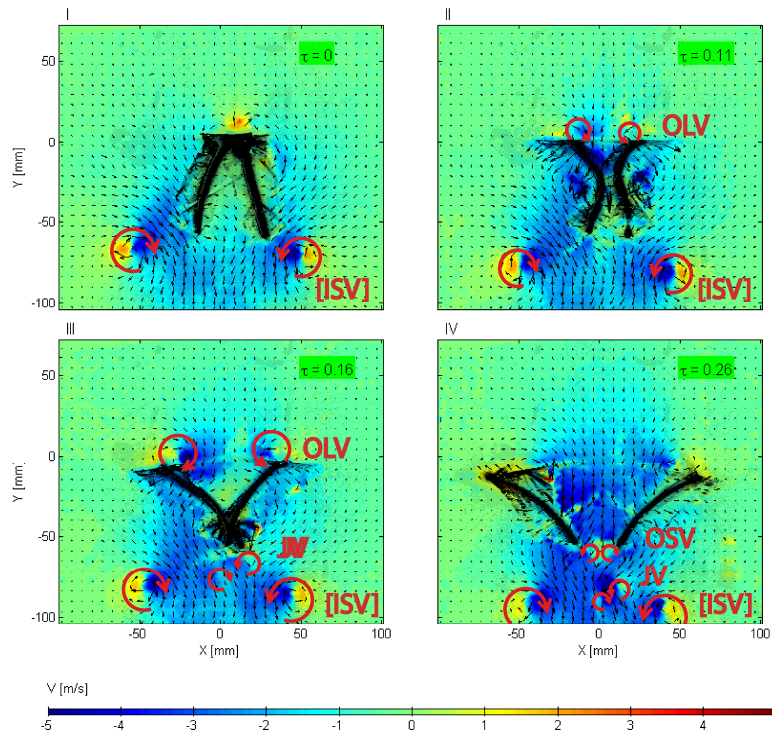 I
II
τ = 0
τ = 0.11
OLV
0
-50
-100
Y [mm]
[ISV]
[ISV]
III
IV
τ = 0.16
τ = 0.26
OLV
0
-50
-100
Y [mm]
OSV
JV
JV
[ISV]
[ISV]
-50 0 50 100
X [mm]
-50 0 50 100
X [mm]
V [m/s]
-5 -4 -3 -2 -1 0 1 2 3 4